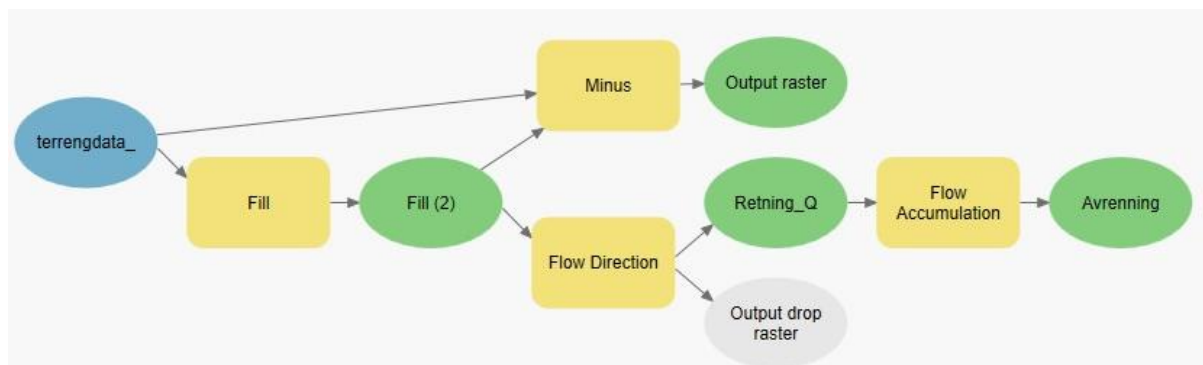 Minus
Output raster
terrengdata_
Fill
Fill (2)
Retning_Q
Flow
Accumulation
Avrenning
Flow Direction
Output drop
raster